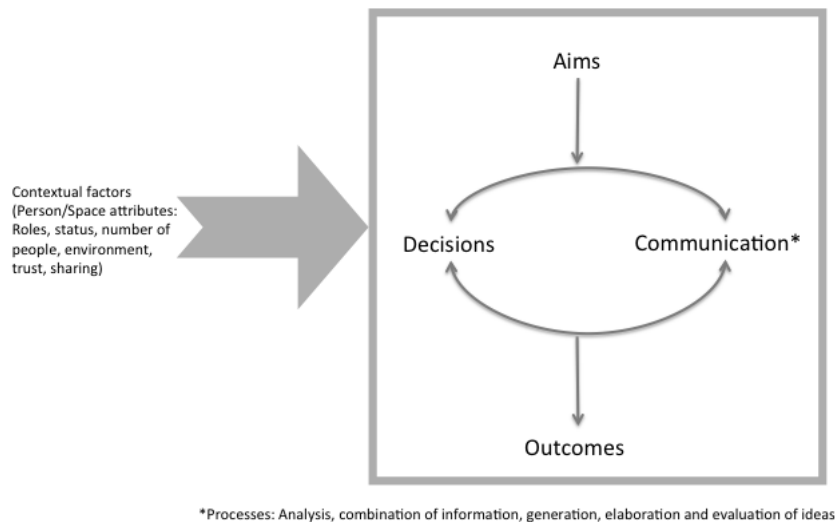 Aims
Contextual factors
(Person/Space attributes:
Roles, status, number of
people, environment,
trust, sharing)
Decisions
Communication*
Outcomes
*Processes: Analysis, combination of information, generation, elaboration and evaluation of ideas